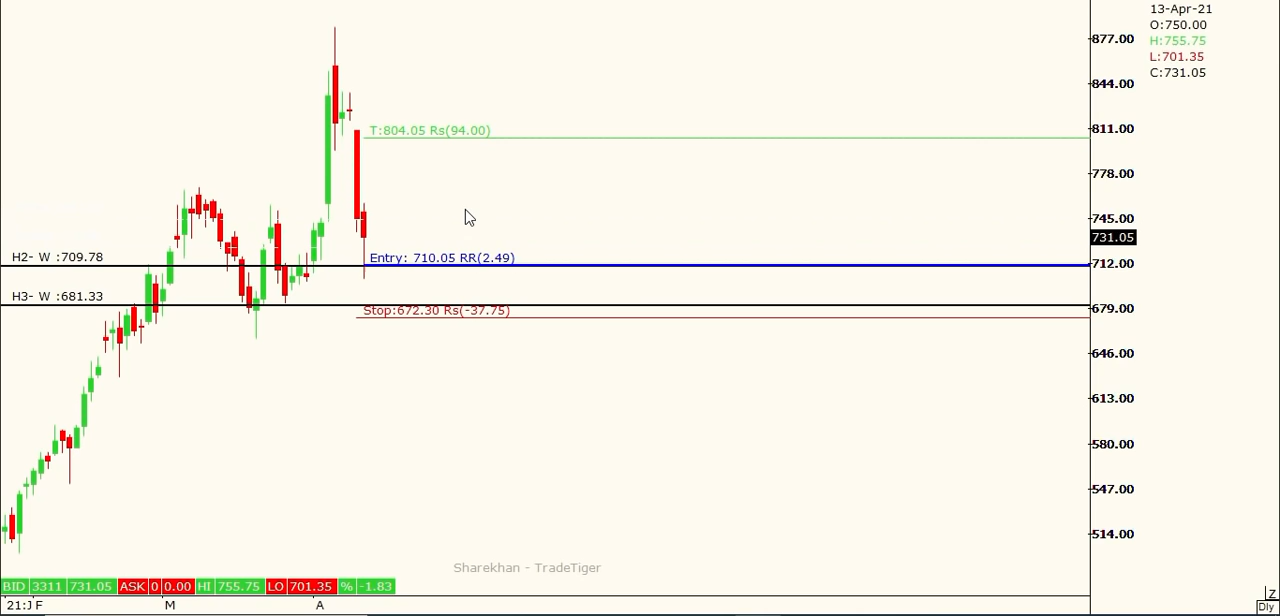 13-Apr-21
O:750.00
H:755.75
L:701.35
C:731.05
877.00
844.00
811.00
T:804.05 Rs(94.00)
778.00
745.00
731.05
H2- W :709.78
Entry: 710.05 RR(2.49)
712.00
H3- W :681.33
Stop:672.30 Rs(-37.75)
679.00
646.00
613.00
580.00
547.00
514.00
Sharekhan - TradeTiger
BID 3311 731.05 ASK 0 0.00 HI 755.75 LO 701.35 % -1.83
Z
21:J F M A Dly